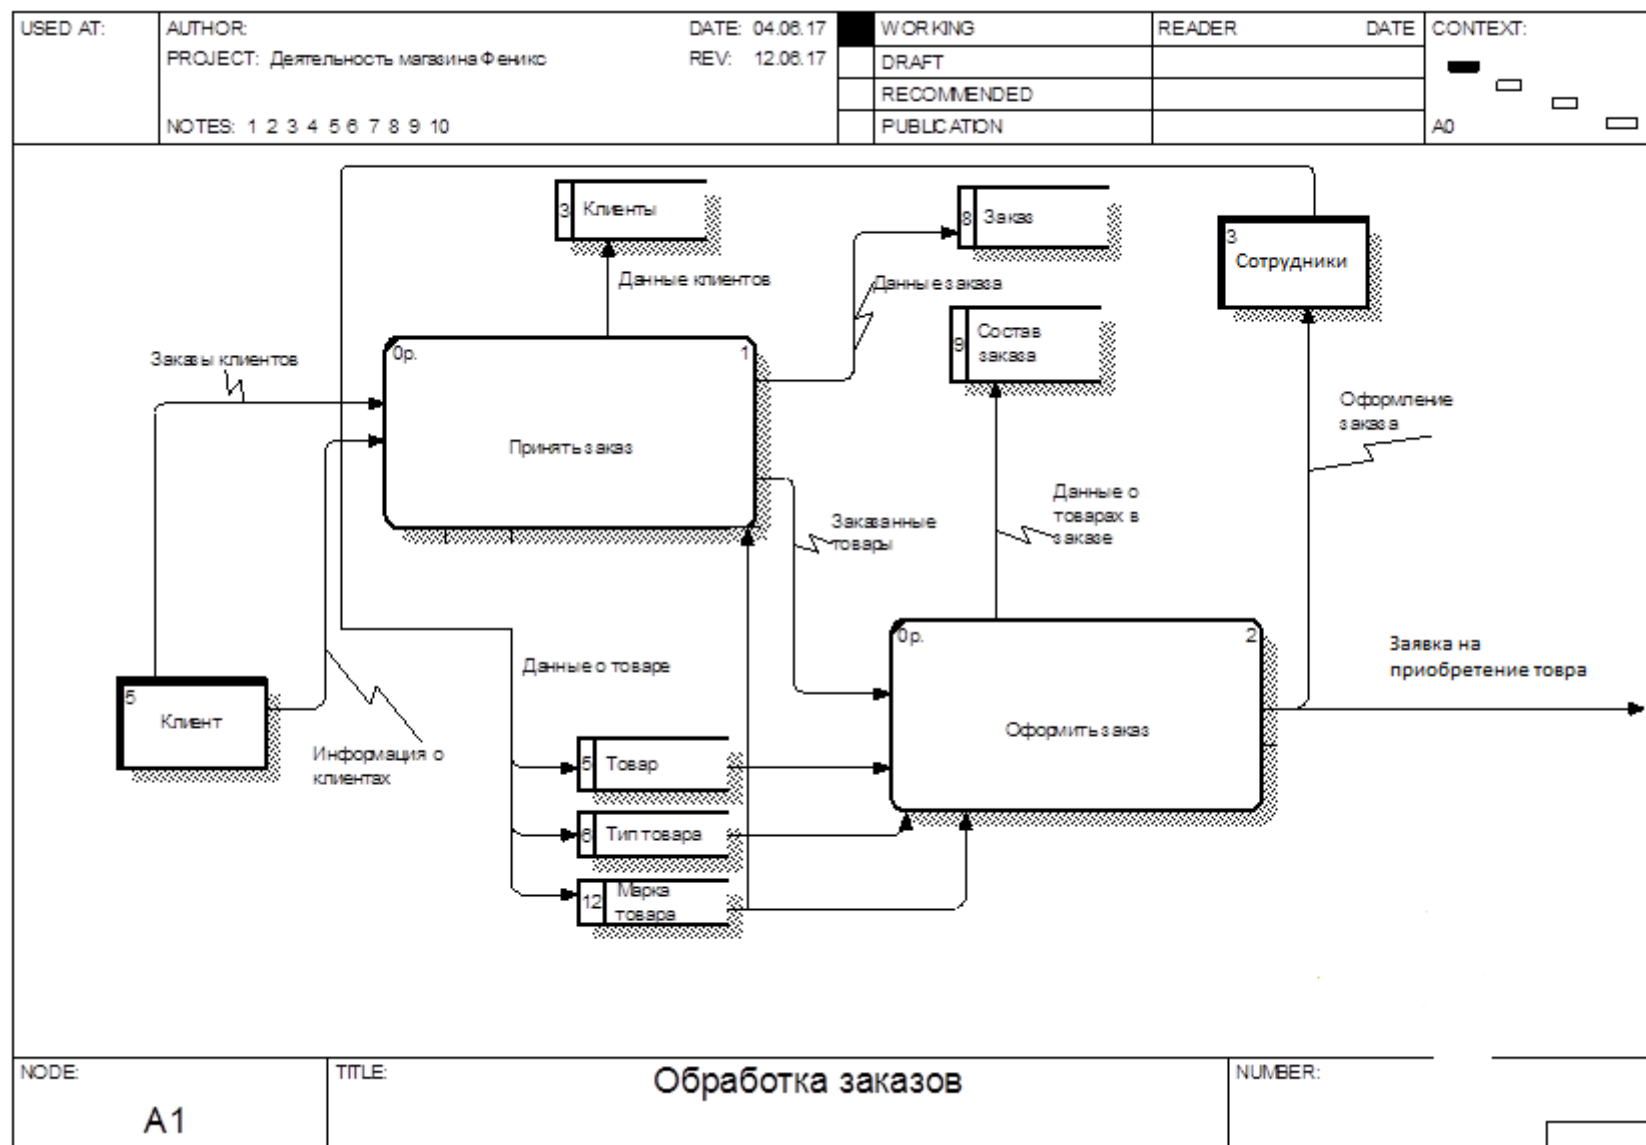 USED AT:
AUTHOR:
DATE: 04.06.17
PROJECT: Деятельность магазина Феникс
REV: 12.06.17
NOTES: 1 2 3 4 5 6 7 8 9 10
WORKING
DRAFT
RECOMMENDED
PUBLICATION
READER
DATE
CONTEXT:
A0
3
Клиенты
8
Заказ
3
Сотрудники
Данные клиентов
Данные заказа
9
Состав
заказа
Заказы клиентов
0р.
1
Принять заказ
Оформление
заказа
Данные о
товарах в
заказе
Заказанные
товары
0р.
2
Оформить заказ
Заявка на
приобретение товра
Данные о товаре
5
Клиент
Информация о
клиентах
5
Товар
6
Тип товара
12
Марка
товара
NODE:
A1
TITLE:
Обработка заказов
NUMBER: